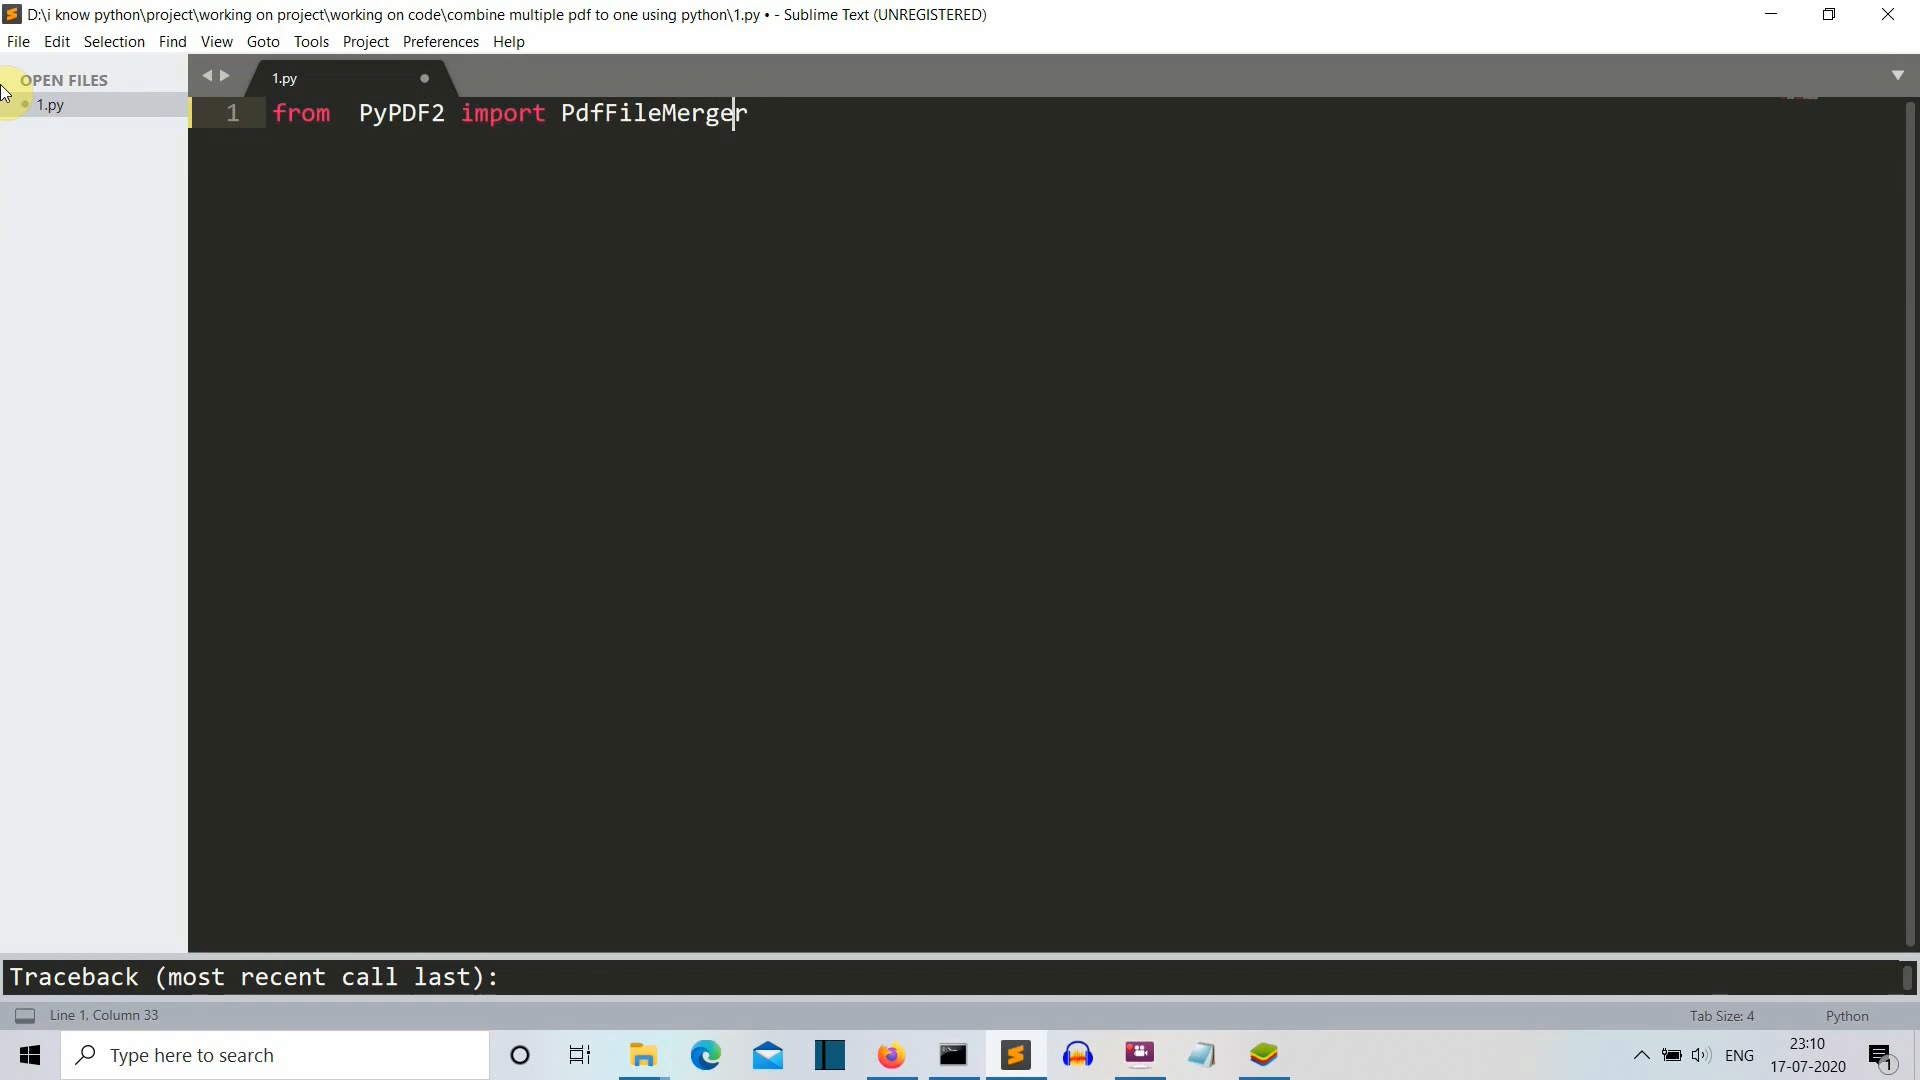 D:\i know python\project\working on project\working on code\combine multiple pdf to one using python\1.py • - Sublime Text (UNREGISTERED)
File Edit Selection Find View Goto Tools Project Preferences Help
OPEN FILES
1.py
1.py
1 from  PyPDF2 import PdfFileMerger
Traceback (most recent call last):
Line 1, Column 33
Tab Size: 4
Python
Type here to search
ENG
23:10
17-07-2020
1